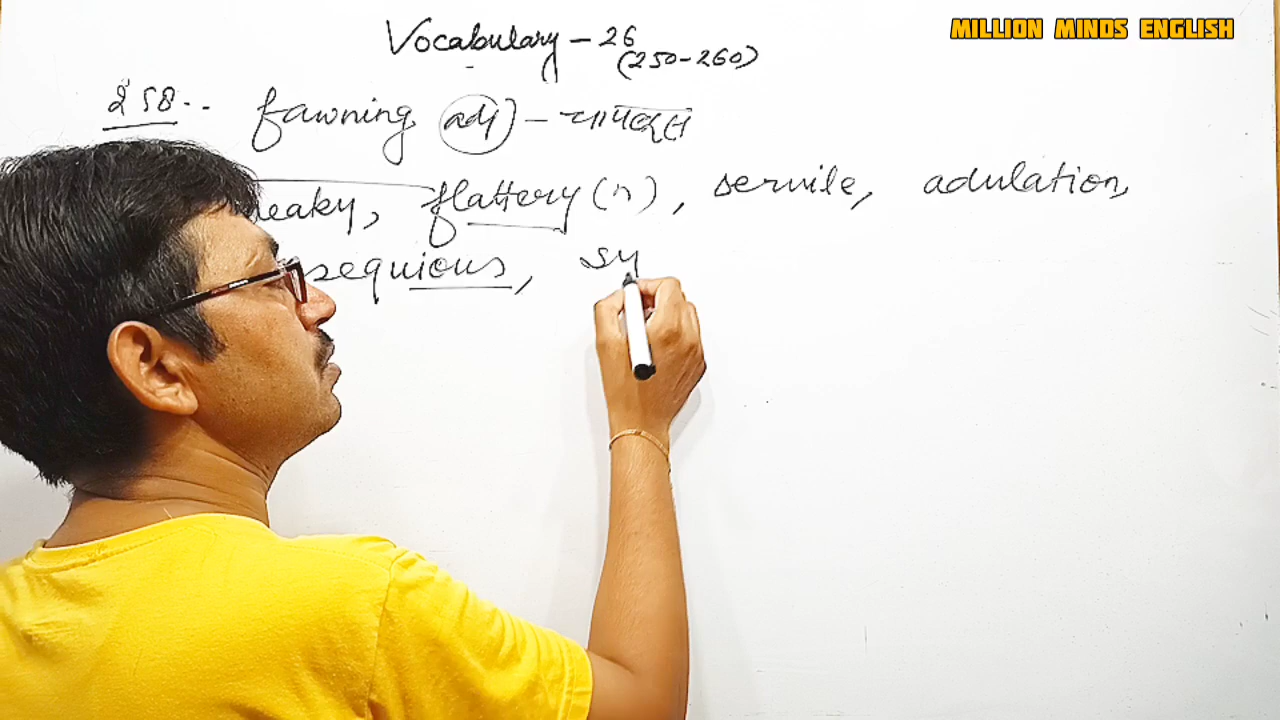 MILLION MINDS ENGLISH
Vocabulary - 26
(250-260)
258.. fawning (adj) - चापलूस
eaky, flattery (n), servile, adulation,
sequious, sy